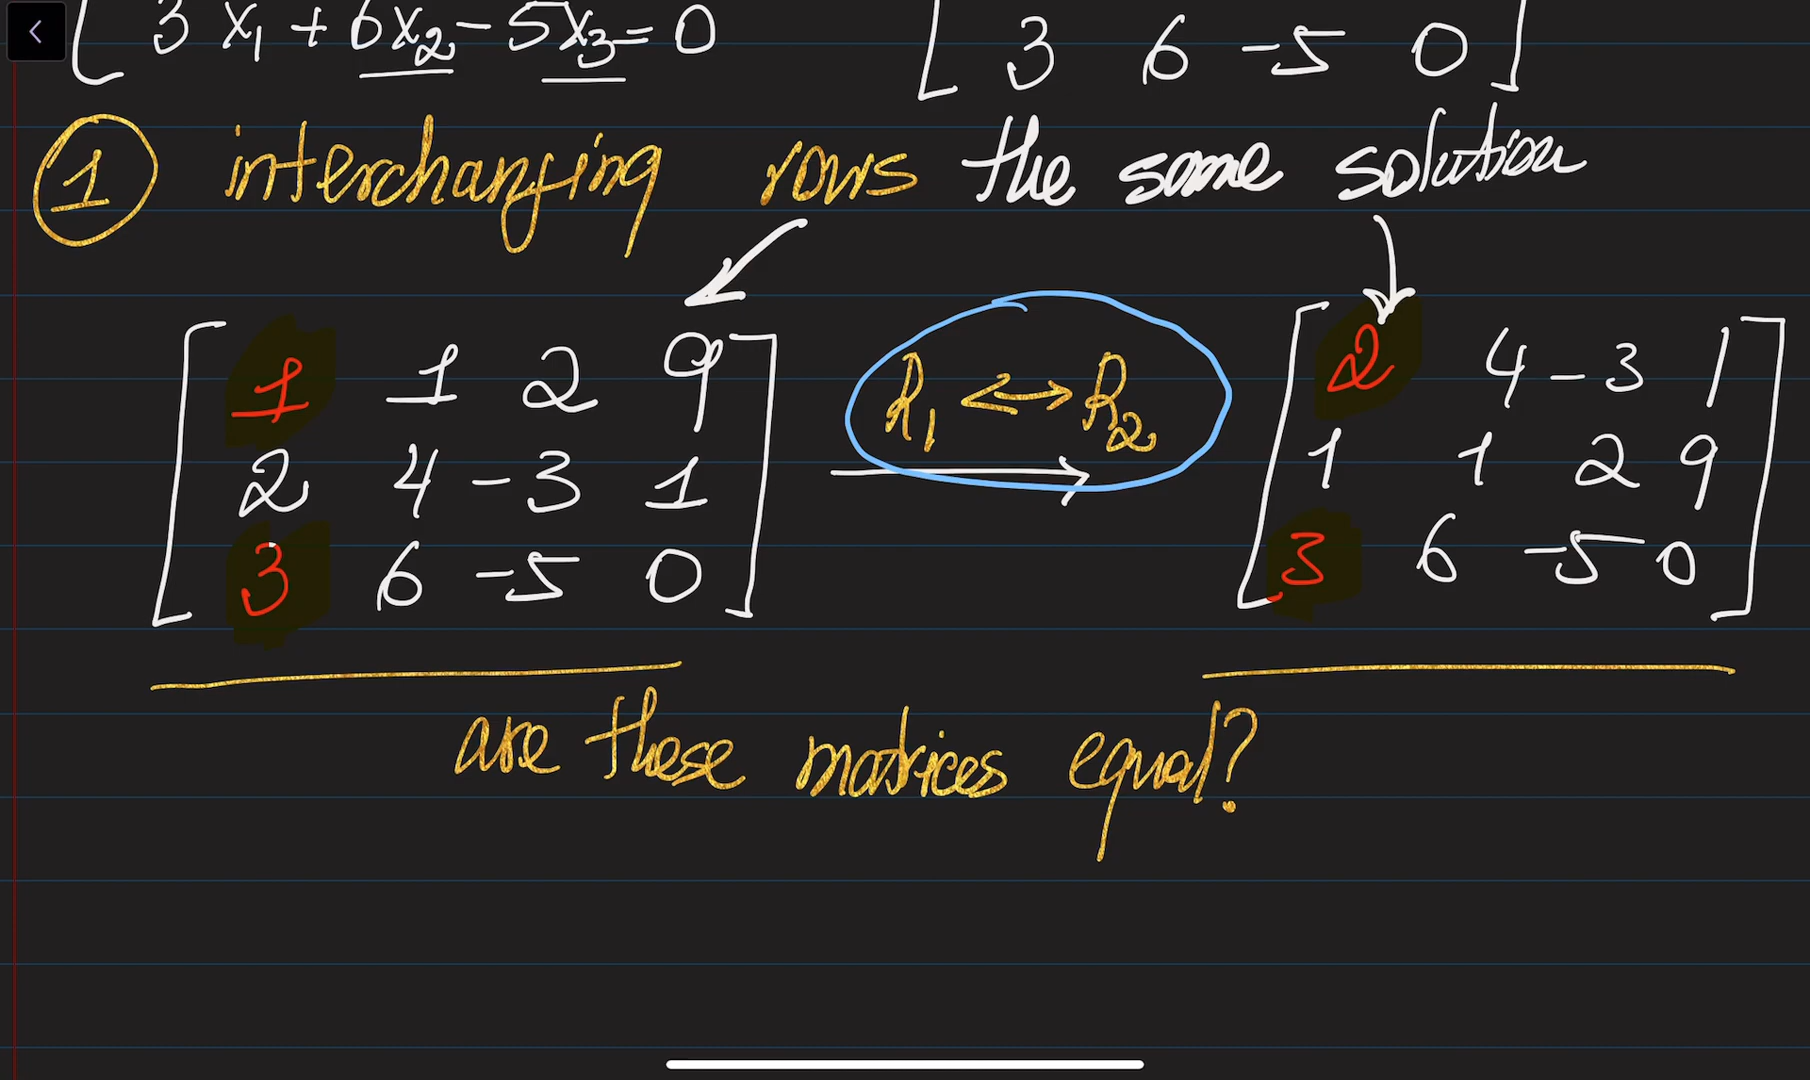 3 x₁ + 6x₂ - 5x₃ = 0 [ 3 6 -5 0 ]
① interchanging rows the same solution
[ 1 1 2 9
2 4 -3 1
3 6 -5 0 ]
R₁ <-> R₂
[ 2 4 -3 1
1 1 2 9
3 6 -5 0 ]
are these matrices equal?